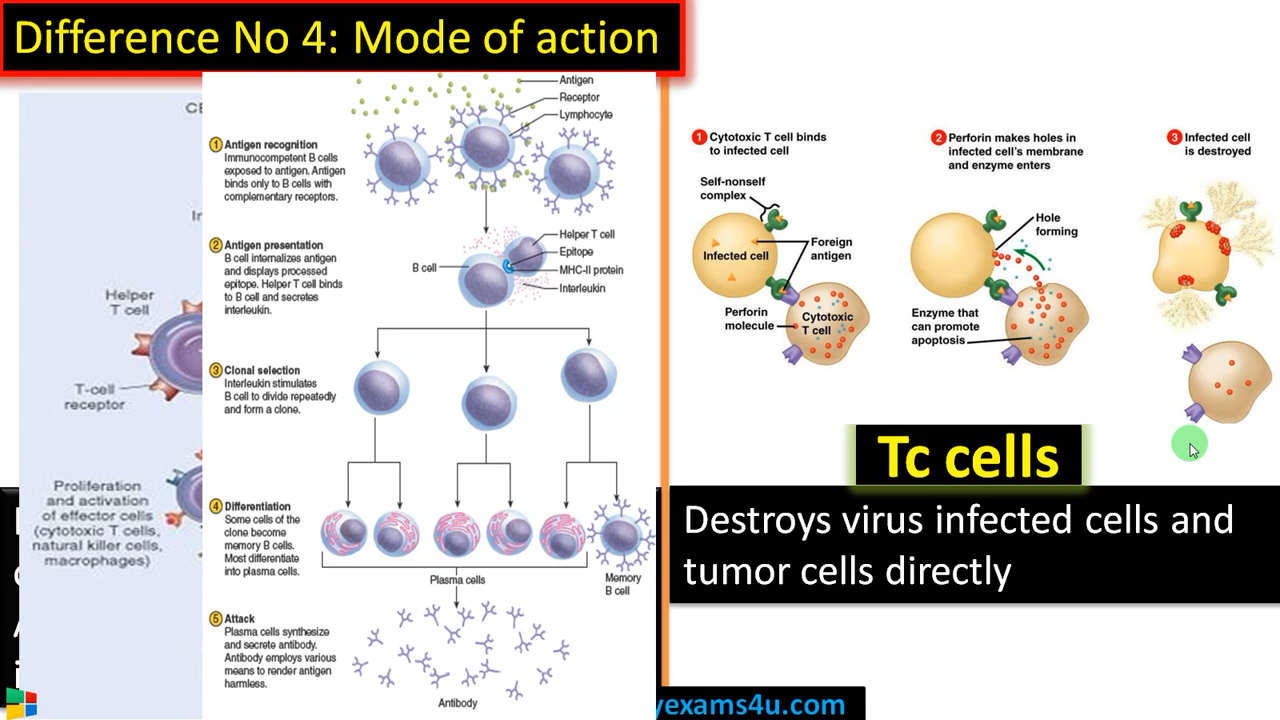 Difference No 4: Mode of action
Helper
T cell
T-cell
receptor
Proliferation
and activation
of effector cells
(cytotoxic T cells,
natural killer cells,
macrophages)
Antigen
Receptor
Lymphocyte
1 Antigen recognition
Immunocompetent B cells
exposed to antigen. Antigen
binds only to B cells with
complementary receptors.
2 Antigen presentation
B cell internalizes antigen
and displays processed
epitope. Helper T cell binds
to B cell and secretes
interleukin.
B cell
Helper T cell
Epitope
MHC-II protein
Interleukin
3 Clonal selection
Interleukin stimulates
B cell to divide repeatedly
and form a clone.
4 Differentiation
Some cells of the
clone become
memory B cells.
Most differentiate
into plasma cells.
Plasma cells
Memory
B cell
5 Attack
Plasma cells synthesize
and secrete antibody.
Antibody employs various
means to render antigen
harmless.
Antibody
1 Cytotoxic T cell binds
to infected cell
Self-nonself
complex
Infected cell
Foreign
antigen
Perforin
molecule
Cytotoxic
T cell
2 Perforin makes holes in
infected cell's membrane
and enzyme enters
Hole
forming
Enzyme that
can promote
apoptosis
3 Infected cell
is destroyed
Tc cells
Destroys virus infected cells and
tumor cells directly
yexams4u.com